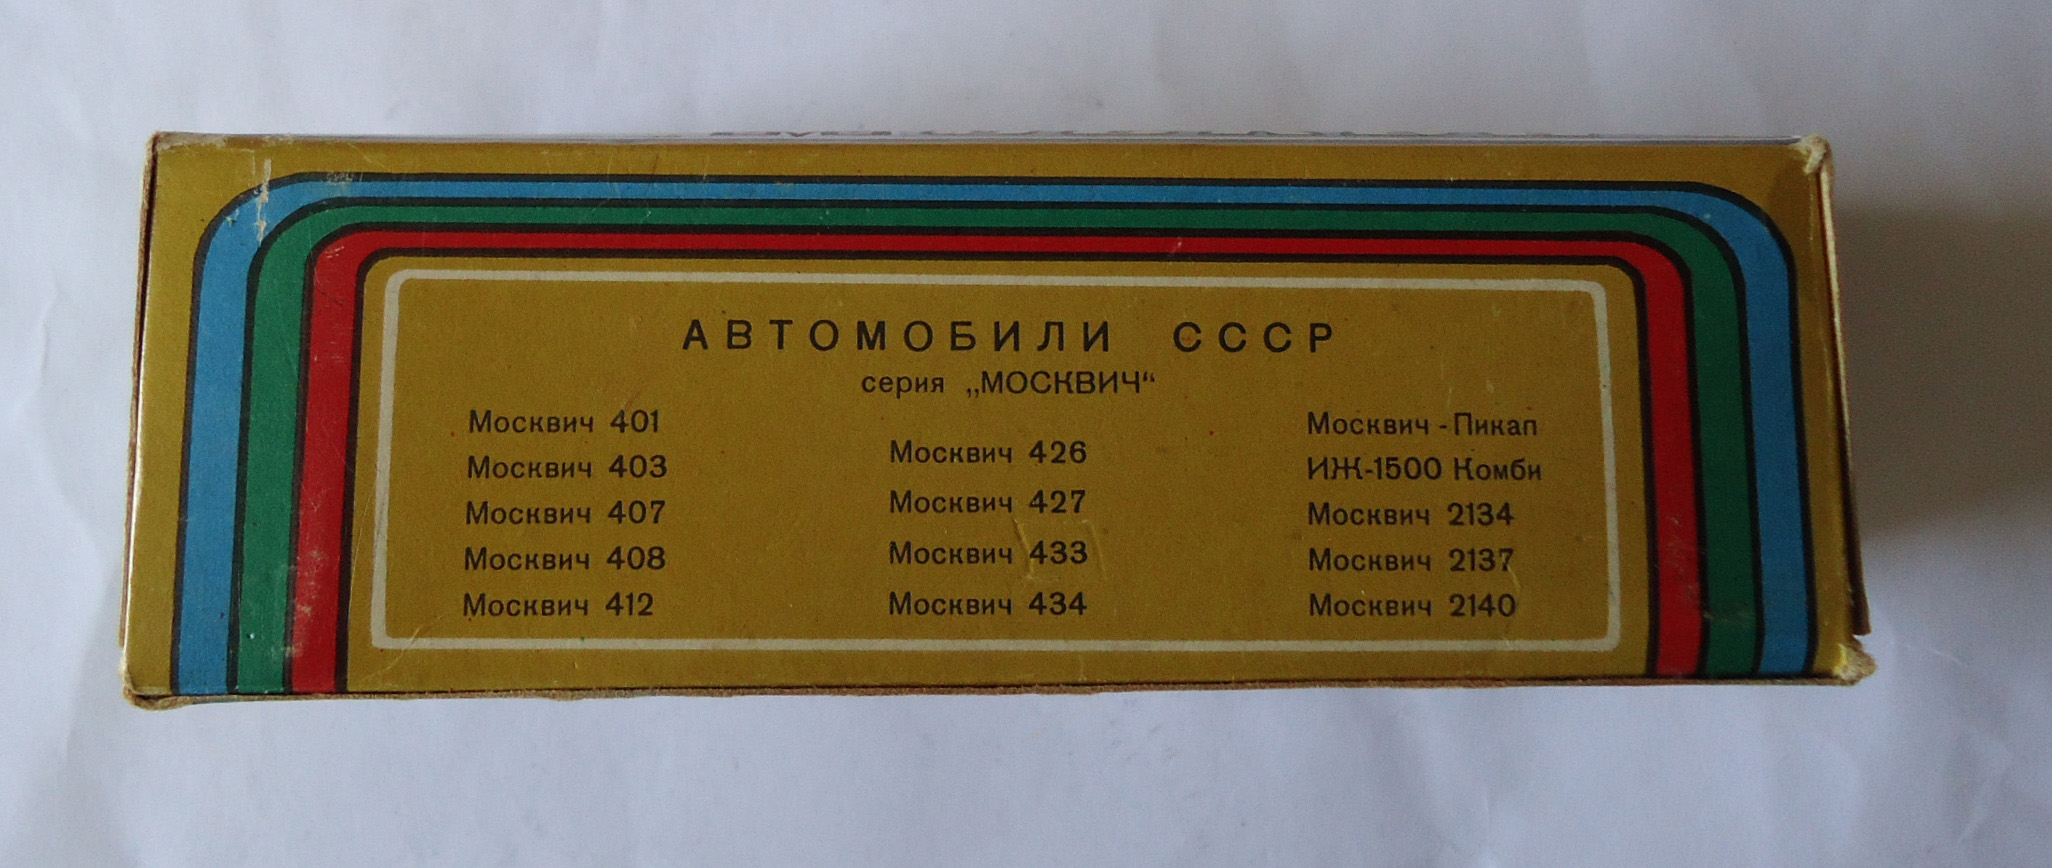 АВТОМОБИЛИ СССР
серия „МОСКВИЧ“
Москвич 401
Москвич 403
Москвич 407
Москвич 408
Москвич 412
Москвич 426
Москвич 427
Москвич 433
Москвич 434
Москвич - Пикап
ИЖ-1500 Комби
Москвич 2134
Москвич 2137
Москвич 2140